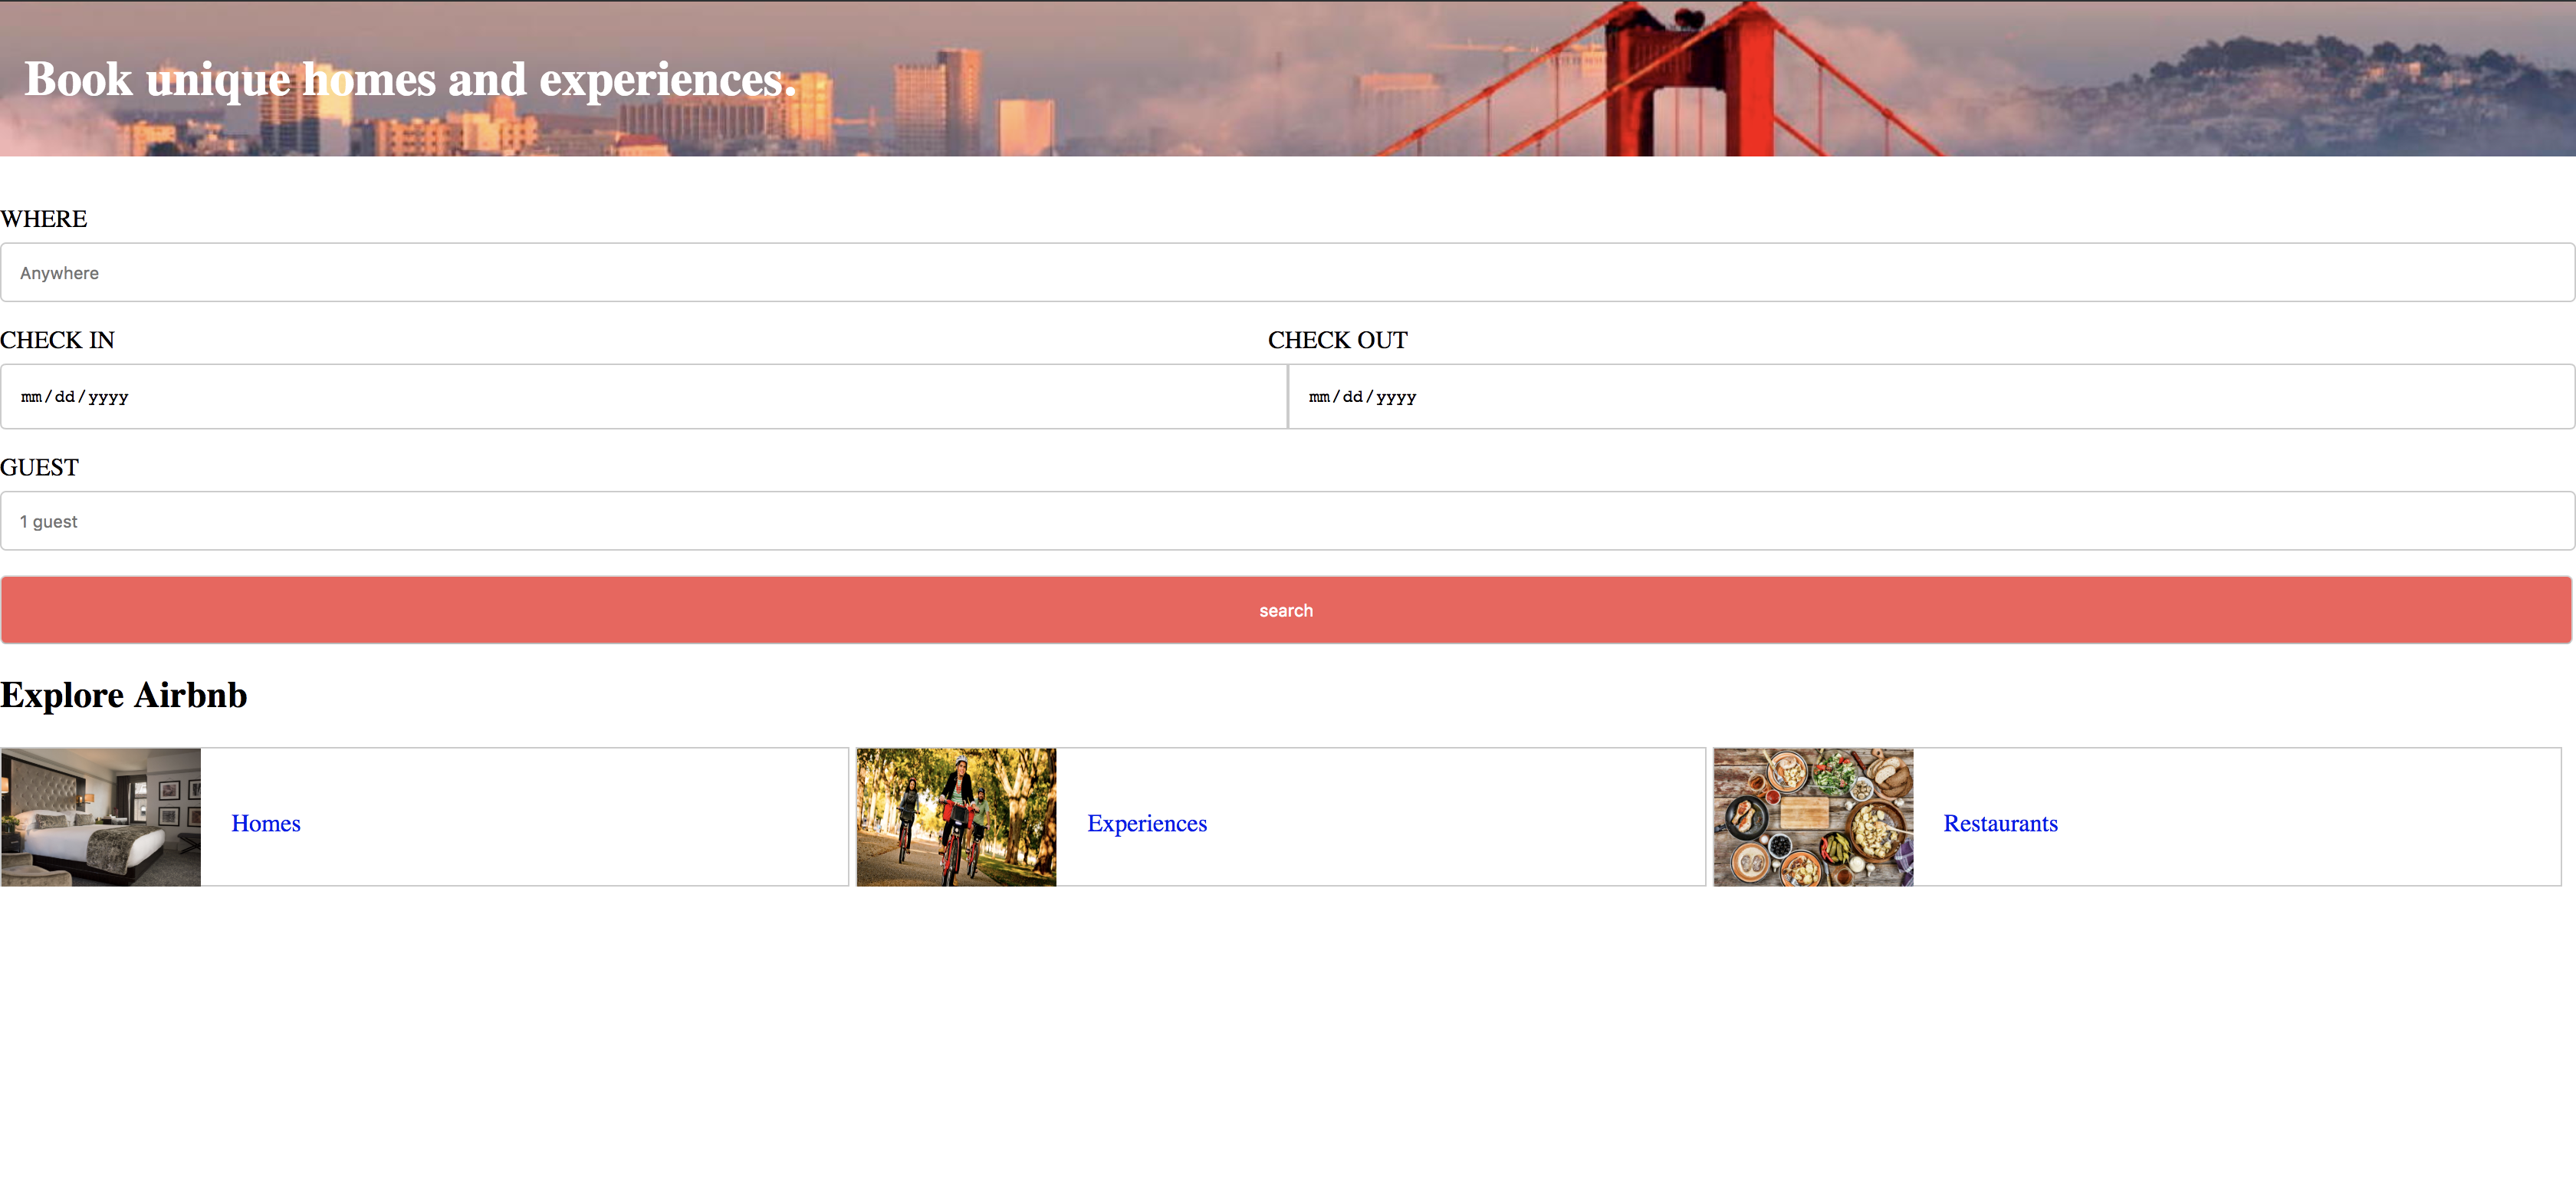 Book unique homes and experiences.
WHERE
Anywhere
CHECK IN CHECK OUT
mm/dd/yyyy mm/dd/yyyy
GUEST
1 guest
search
Explore Airbnb
Homes Experiences Restaurants